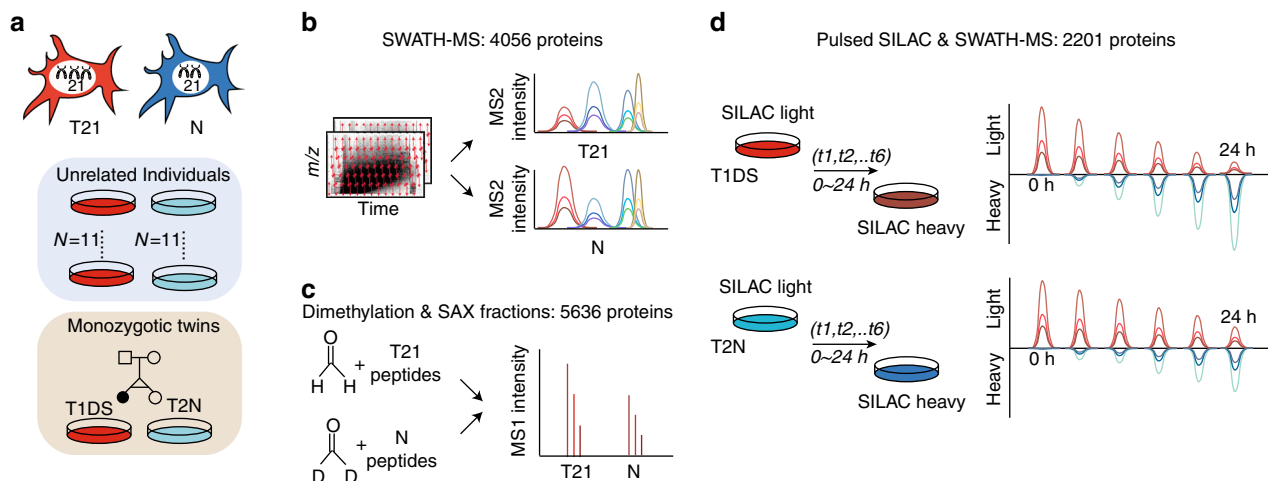 a
21
T21
21
N
Unrelated Individuals
N=11
N=11
Monozygotic twins
T1DS
T2N
b
SWATH-MS: 4056 proteins
m/z
Time
MS2
intensity
T21
MS2
intensity
N
c
Dimethylation & SAX fractions: 5636 proteins
O
H H
+ T21
peptides
O
D D
+ N
peptides
MS1 intensity
T21
N
d
Pulsed SILAC & SWATH-MS: 2201 proteins
SILAC light
T1DS
(t1,t2,..t6)
0~24 h
SILAC heavy
Light
Heavy
0 h
24 h
SILAC light
T2N
(t1,t2,..t6)
0~24 h
SILAC heavy
Light
Heavy
0 h
24 h